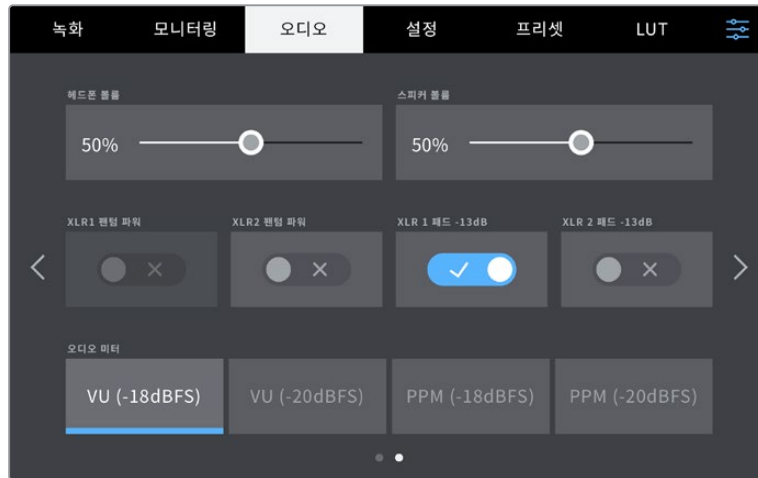 녹화 모니터링 오디오 설정 프리셋 LUT
헤드폰 볼륨 스피커 볼륨
50% 50%
XLR1 팬텀 파워 XLR2 팬텀 파워 XLR 1 패드 -13dB XLR 2 패드 -13dB
오디오 미터
VU (-18dBFS) VU (-20dBFS) PPM (-18dBFS) PPM (-20dBFS)